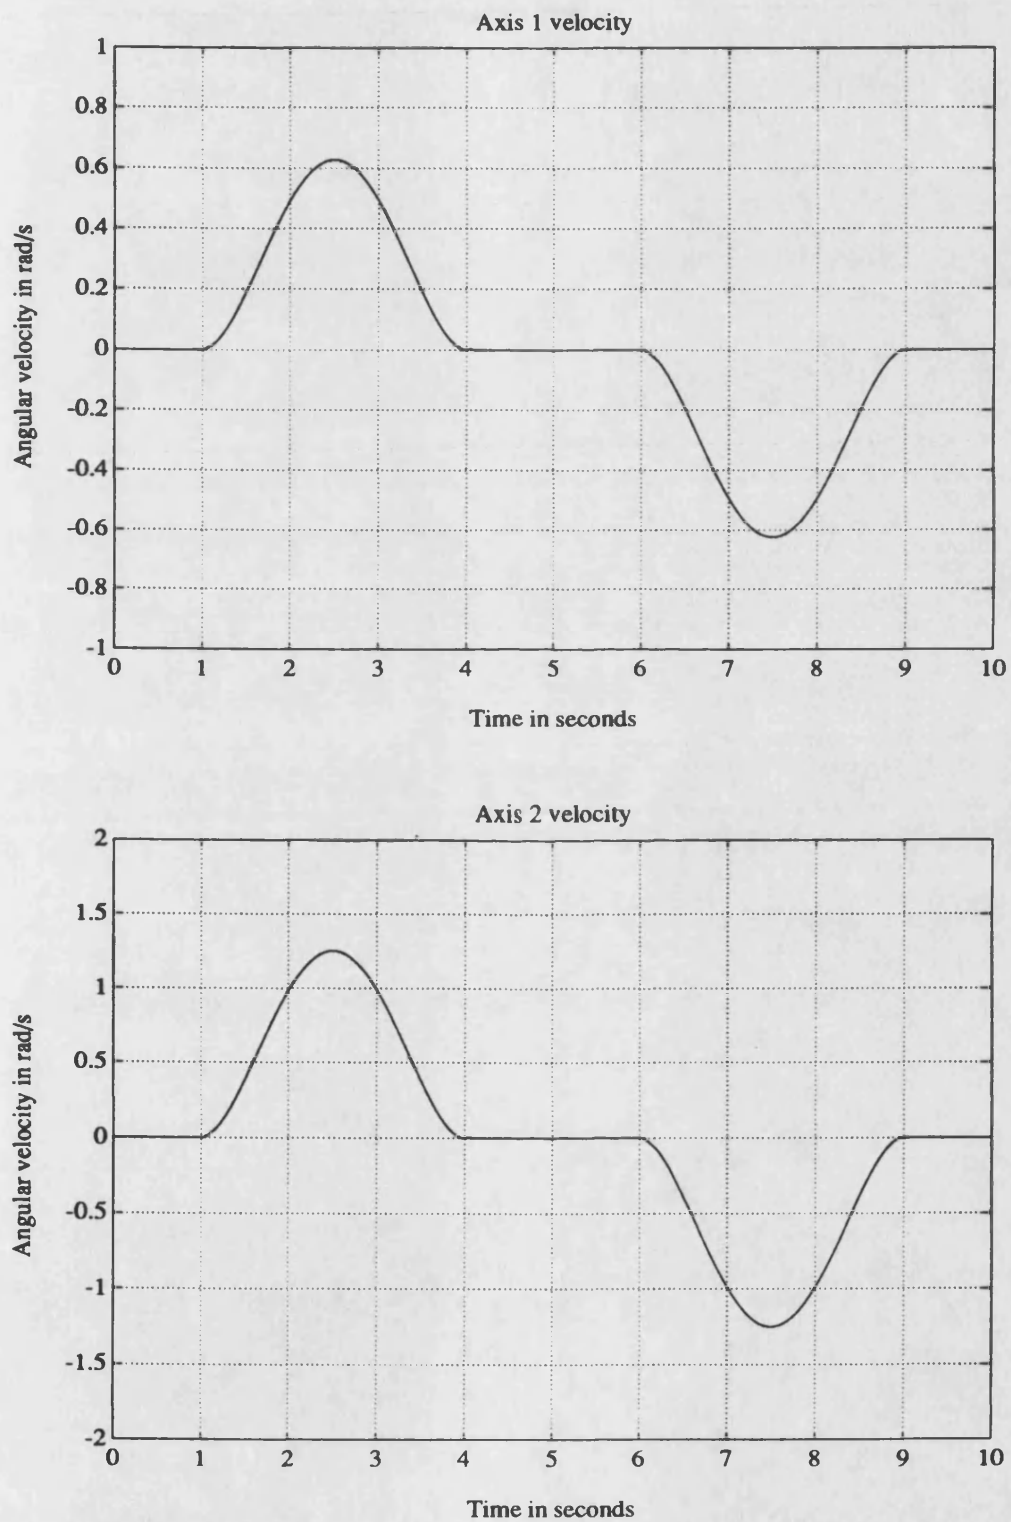 Axis 1 velocity
1
0.8
0.6
0.4
0.2
0
-0.2
-0.4
-0.6
-0.8
-1
Angular velocity in rad/s
0 1 2 3 4 5 6 7 8 9 10
Time in seconds
Axis 2 velocity
2
1.5
1
0.5
0
-0.5
-1
-1.5
-2
Angular velocity in rad/s
0 1 2 3 4 5 6 7 8 9 10
Time in seconds